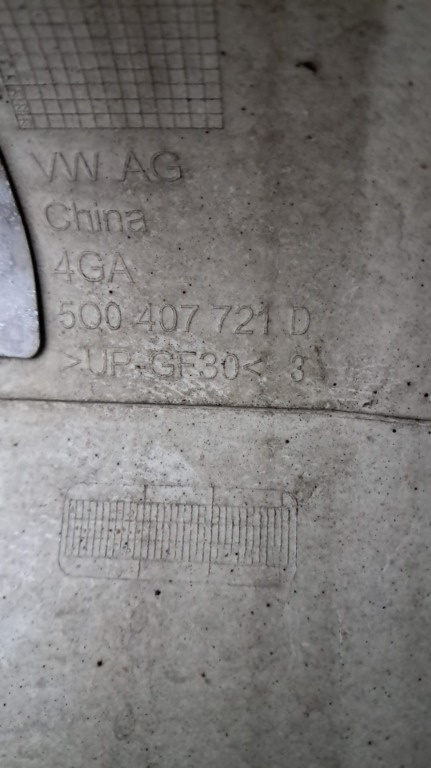 VW AG
China
4GA
5Q0 407 721 D
>UP-GF30< 3